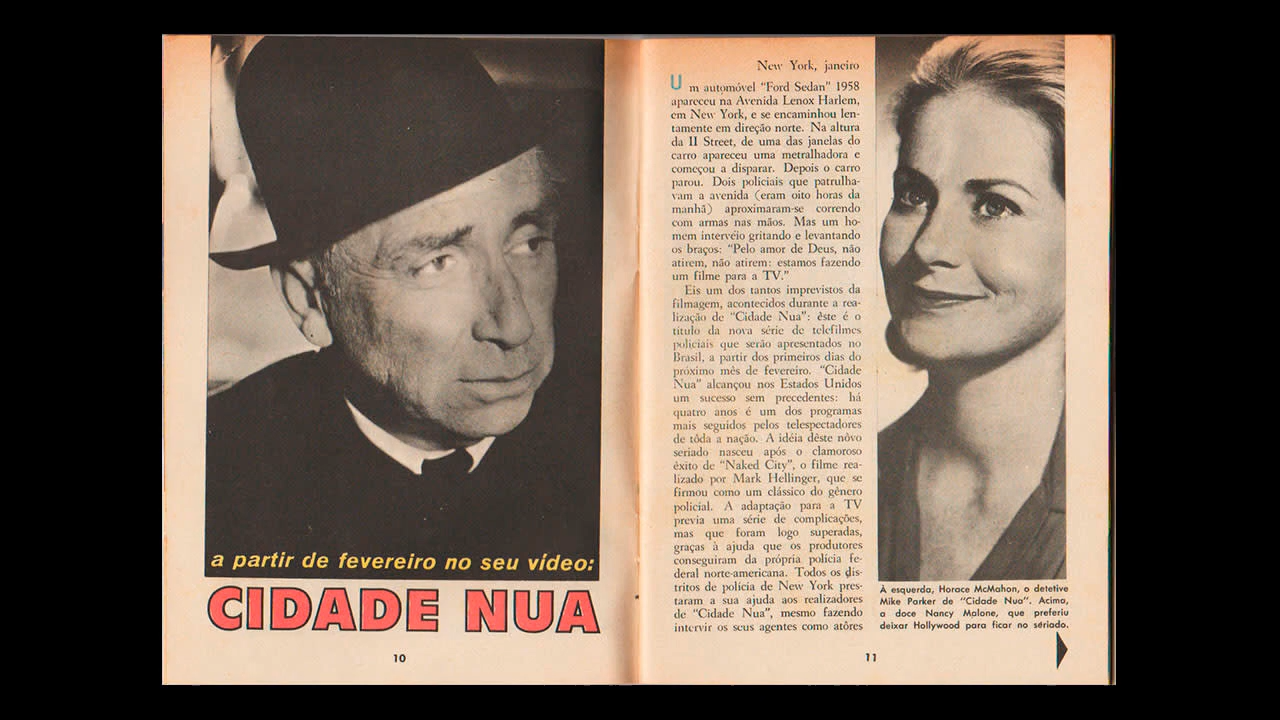 a partir de fevereiro no seu vídeo:
CIDADE NUA
10
New York, janeiro
Um automóvel “Ford Sedan” 1958
apareceu na Avenida Lenox Harlem,
em New York, e se encaminhou len-
tamente em direção norte. Na altura
da II Street, de uma das janelas do
carro apareceu uma metralhadora e
começou a disparar. Depois o carro
parou. Dois policiais que patrulha-
vam a avenida (eram oito horas da
manhã) aproximaram-se correndo
com armas nas mãos. Mas um ho-
mem interveio gritando e levantando
os braços: “Pelo amor de Deus, não
atirem, não atirem: estamos fazendo
um filme para a TV.”
Eis um dos tantos imprevistos da
filmagem, acontecidos durante a rea-
lização de “Cidade Nua”: êste é o
título da nova série de telefilmes
policiais que serão apresentados no
Brasil, a partir dos primeiros dias do
próximo mês de fevereiro. “Cidade
Nua” alcançou nos Estados Unidos
um sucesso sem precedentes: há
quatro anos é um dos programas
mais seguidos pelos telespectadores
de tôda a nação. A idéia dêste nôvo
seriado nasceu após o clamoroso
êxito de “Naked City”, o filme rea-
lizado por Mark Hellinger, que se
firmou como um clássico do gênero
policial. A adaptação para a TV
previa uma série de complicações,
mas que foram logo superadas,
graças à ajuda que os produtores
conseguiram da própria polícia fe-
deral norte-americana. Todos os dis-
tritos de polícia de New York pres-
taram a sua ajuda aos realizadores
de “Cidade Nua”, mesmo fazendo
intervir os seus agentes como atôres
À esquerda, Horace McMahon, o detetive
Mike Parker de “Cidade Nua”. Acima,
a doce Nancy Malone, que preferiu
deixar Hollywood para ficar no seriado.
11